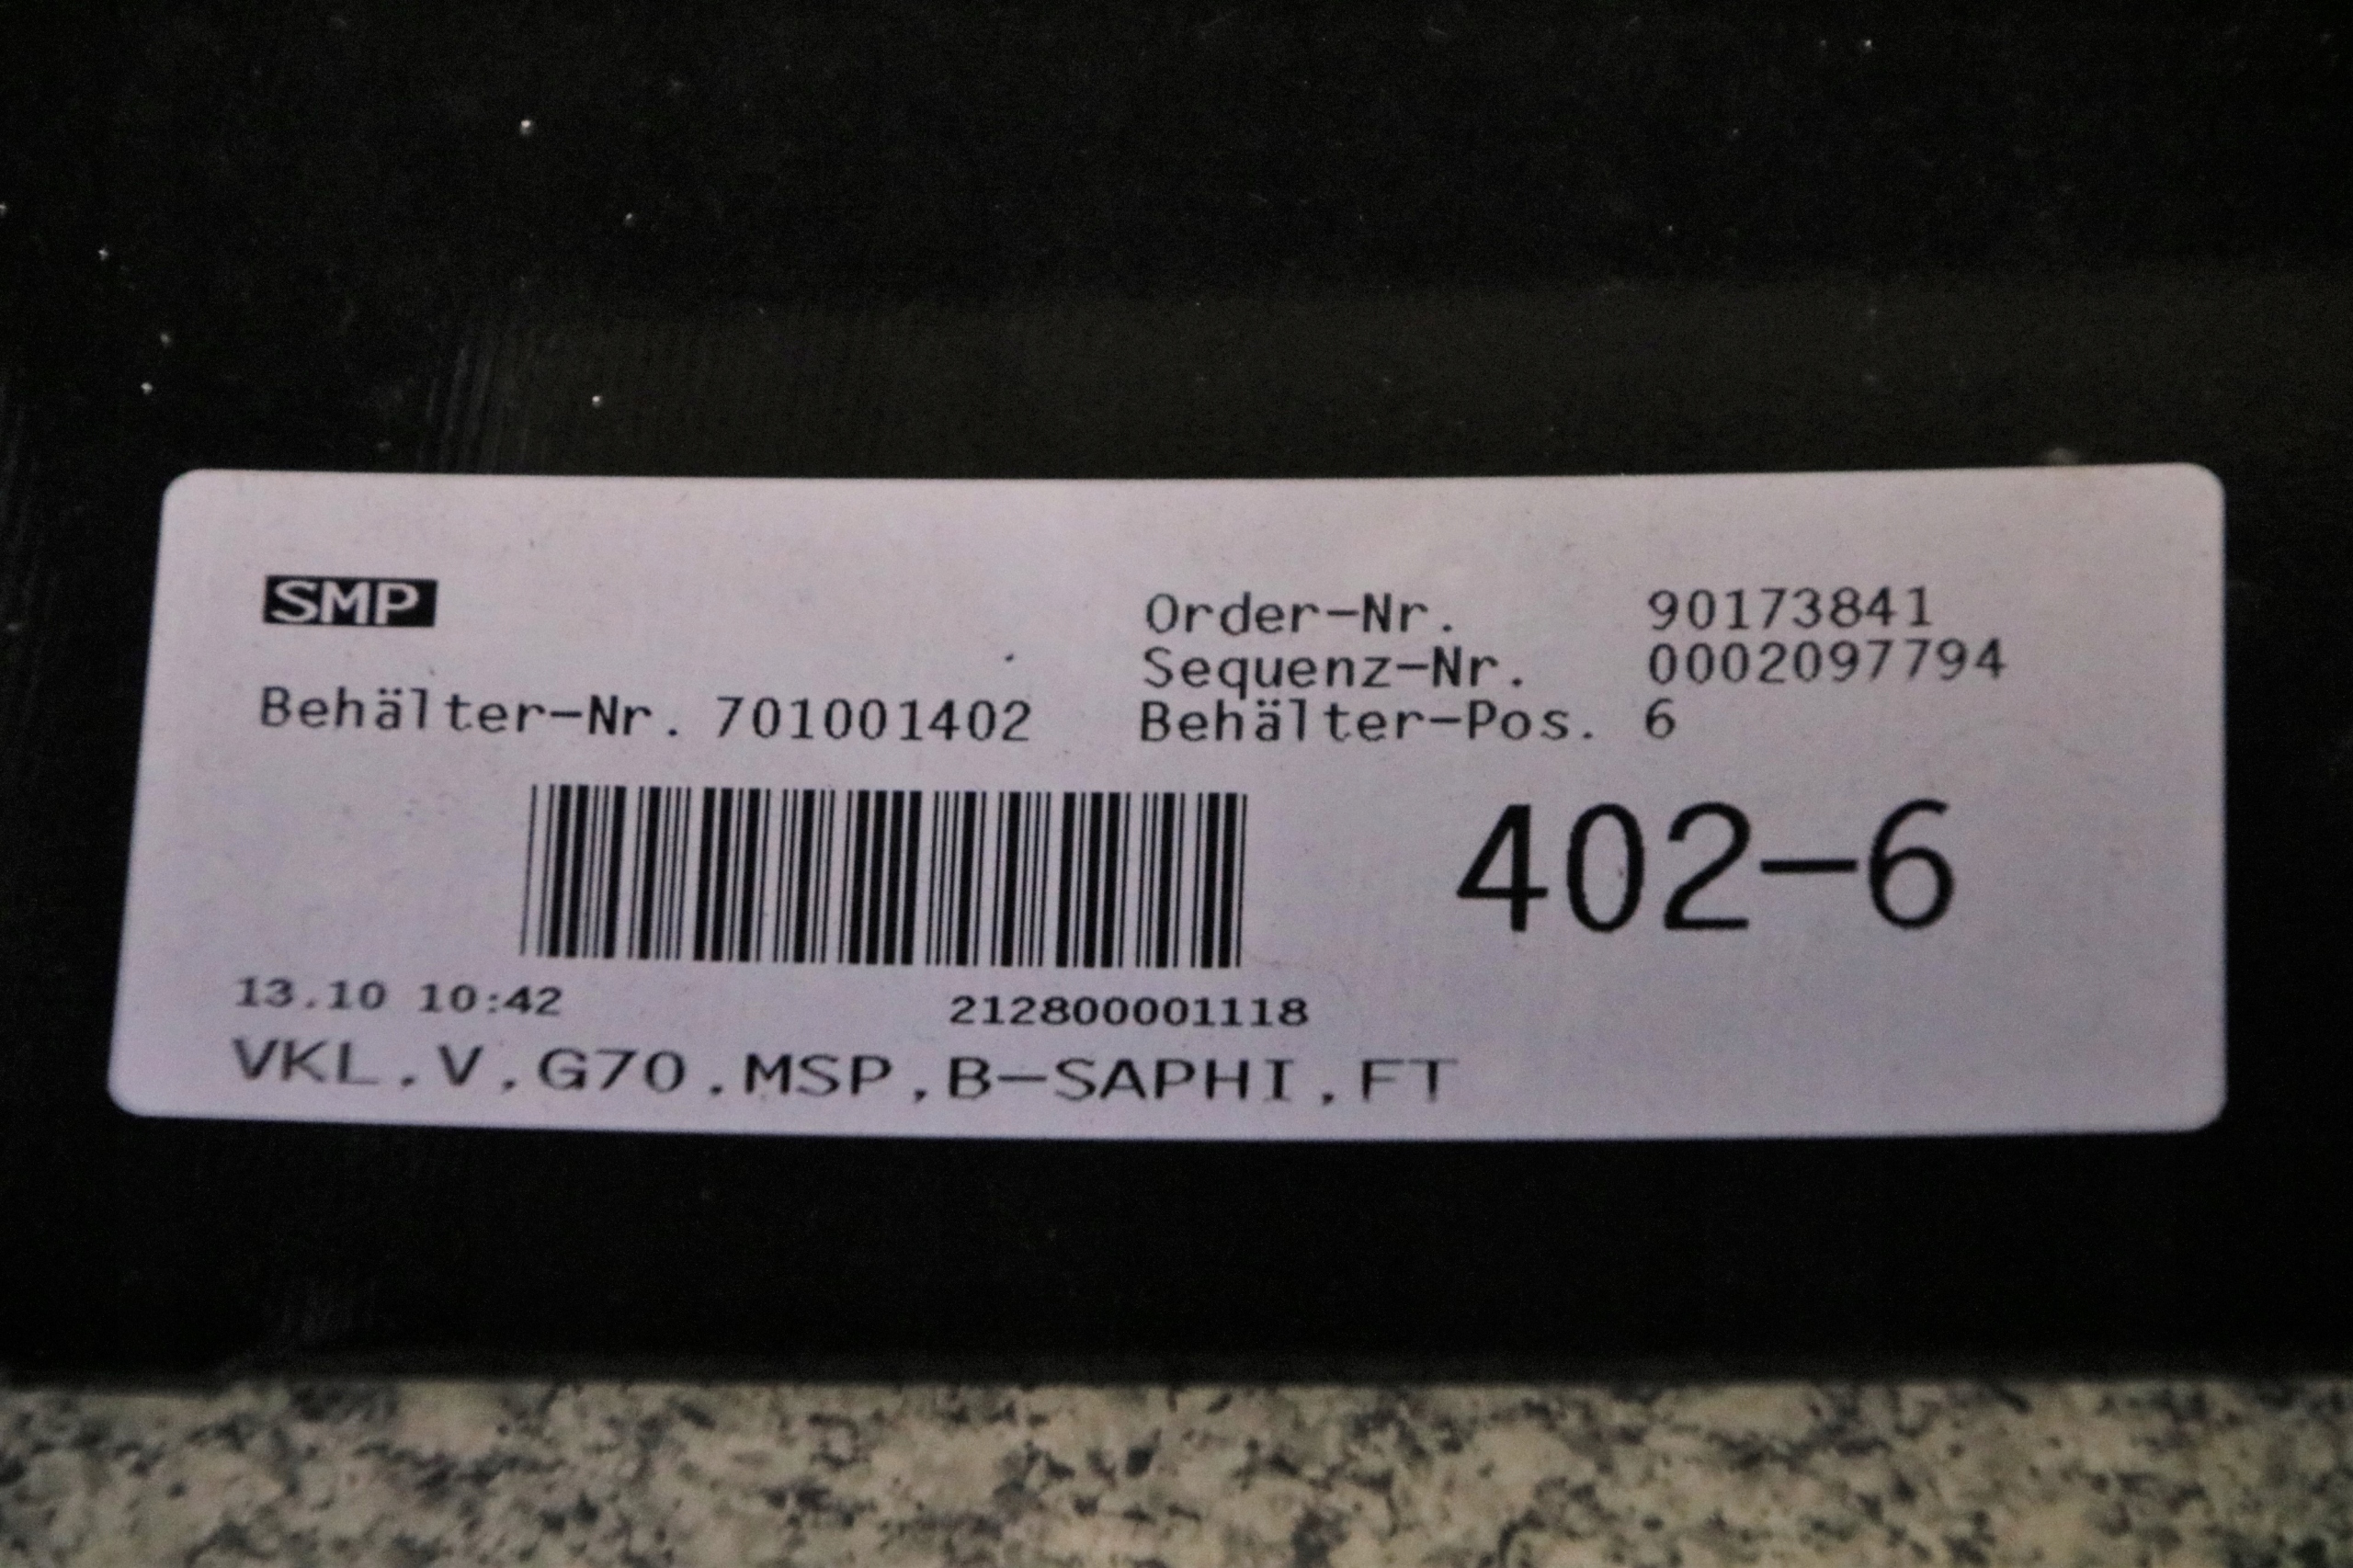 SMP
Order-Nr. 90173841
Sequenz-Nr. 0002097794
Behälter-Nr. 701001402 Behälter-Pos. 6
402-6
13.10 10:42 212800001118
VKL,V,G70,MSP,B-SAPHI,FT